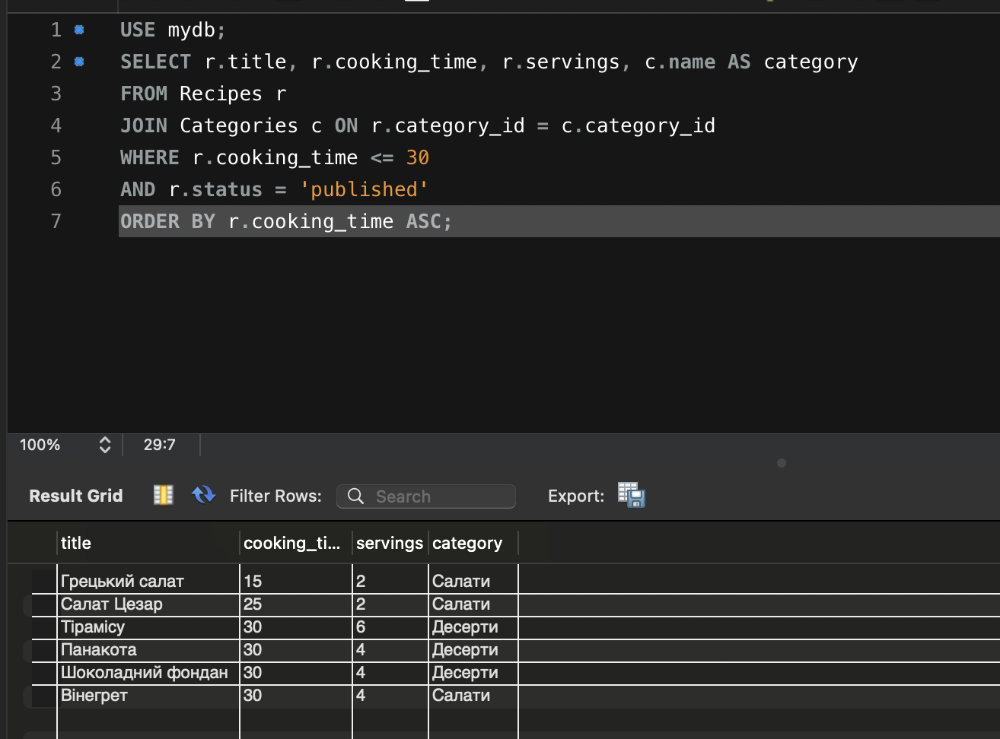 1 USE mydb;
2 SELECT r.title, r.cooking_time, r.servings, c.name AS category
3 FROM Recipes r
4 JOIN Categories c ON r.category_id = c.category_id
5 WHERE r.cooking_time <= 30
6 AND r.status = 'published'
7 ORDER BY r.cooking_time ASC;
100% 29:7
Result Grid Filter Rows: Search Export:
title cooking_ti... servings category
Грецький салат 15 2 Салати
Салат Цезар 25 2 Салати
Тірамісу 30 6 Десерти
Панакота 30 4 Десерти
Шоколадний фондан 30 4 Десерти
Вінегрет 30 4 Салати